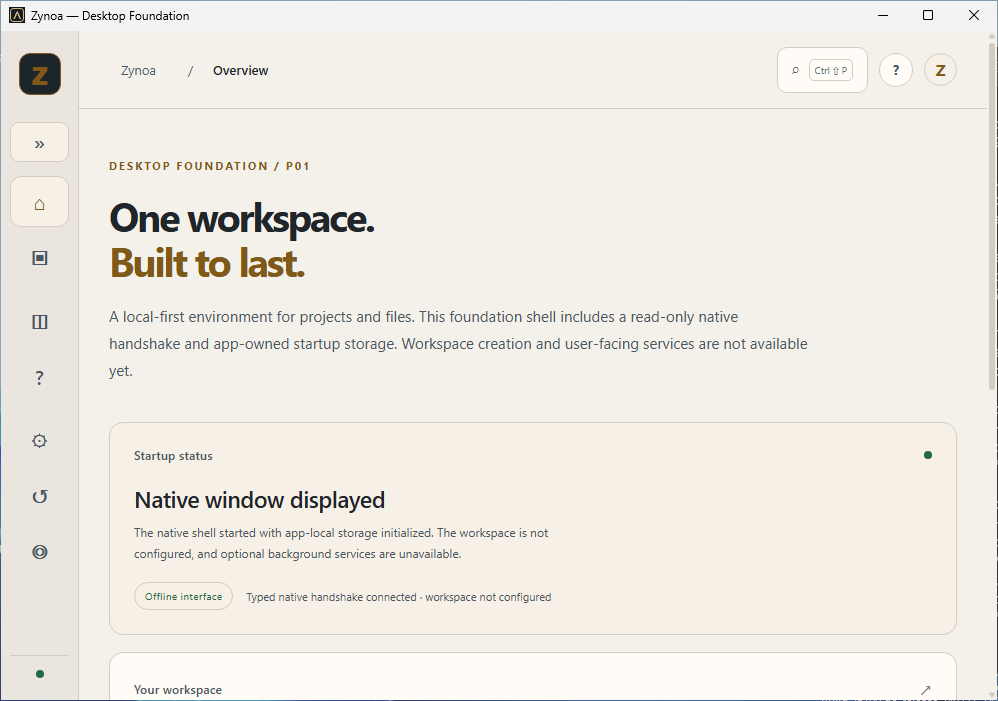 Zynoa — Desktop Foundation
Z
Zynoa / Overview
Ctrl ⇧ P
?
Z
»
?
DESKTOP FOUNDATION / P01
One workspace.
Built to last.
A local-first environment for projects and files. This foundation shell includes a read-only native
handshake and app-owned startup storage. Workspace creation and user-facing services are not available
yet.
Startup status
Native window displayed
The native shell started with app-local storage initialized. The workspace is not
configured, and optional background services are unavailable.
Offline interface
Typed native handshake connected · workspace not configured
Your workspace
↗